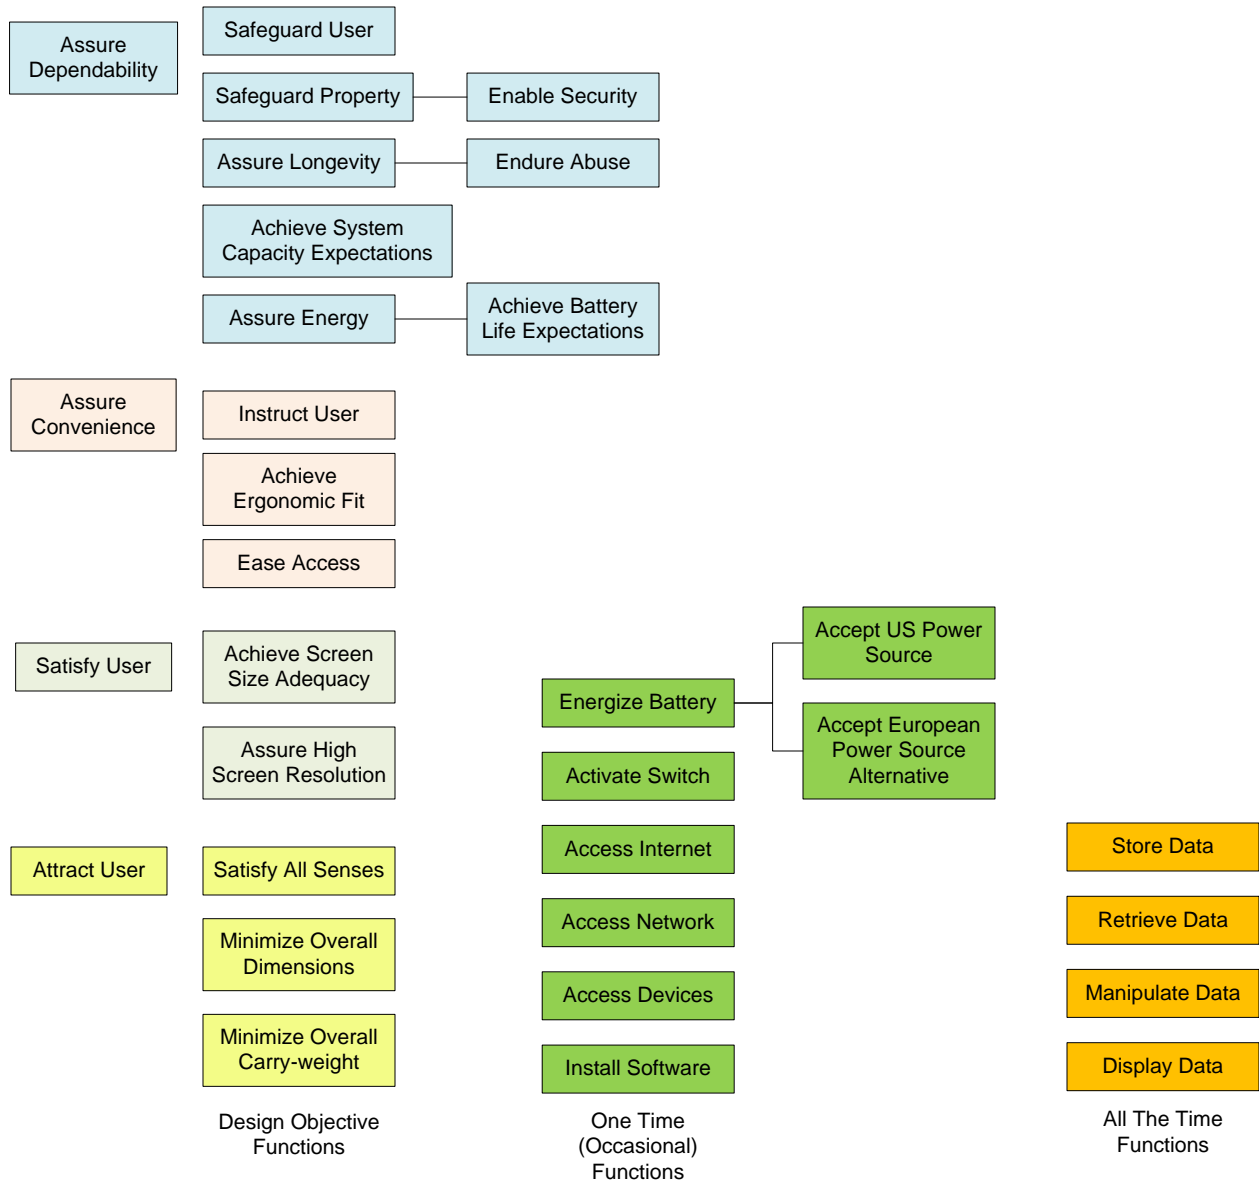 Assure
Dependability
Safeguard User
Safeguard Property
Enable Security
Assure Longevity
Endure Abuse
Achieve System
Capacity Expectations
Assure Energy
Achieve Battery
Life Expectations
Assure
Convenience
Instruct User
Achieve
Ergonomic Fit
Ease Access
Satisfy User
Achieve Screen
Size Adequacy
Assure High
Screen Resolution
Attract User
Satisfy All Senses
Minimize Overall
Dimensions
Minimize Overall
Carry-weight
Design Objective
Functions
Energize Battery
Accept US Power
Source
Accept European
Power Source
Alternative
Activate Switch
Access Internet
Access Network
Access Devices
Install Software
One Time
(Occasional)
Functions
Store Data
Retrieve Data
Manipulate Data
Display Data
All The Time
Functions